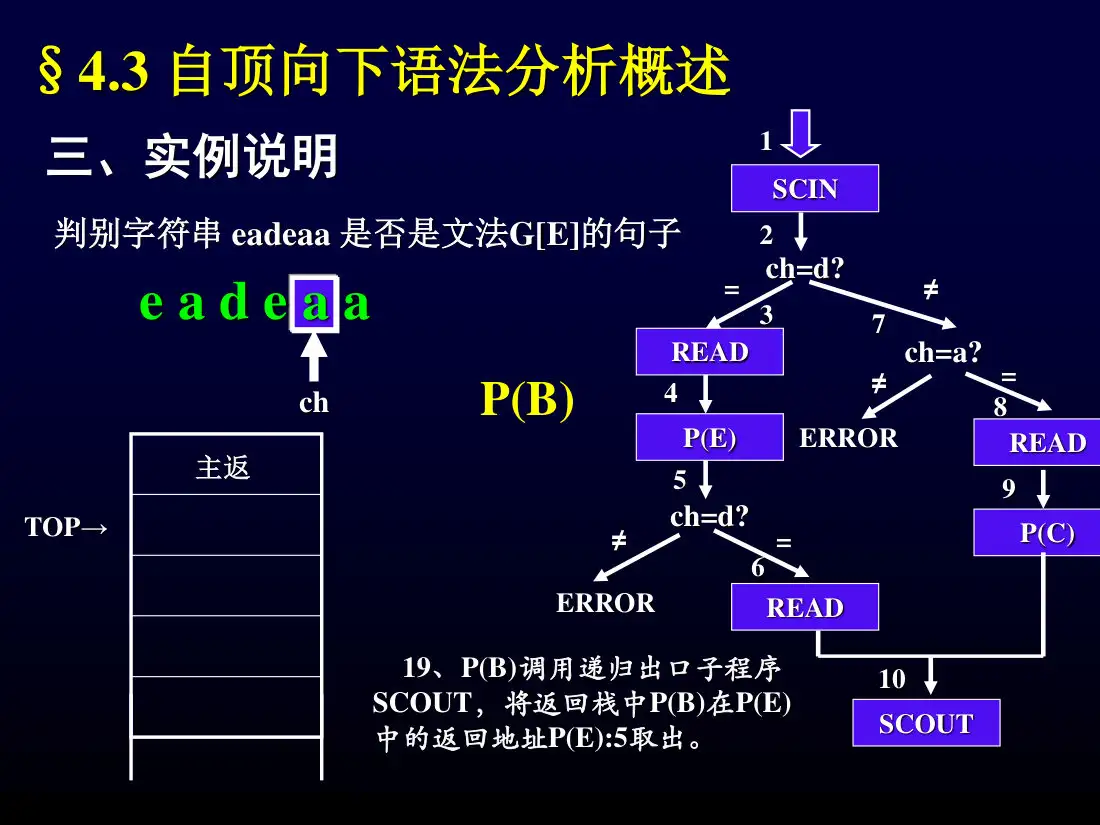 §4.3 自顶向下语法分析概述
三、实例说明
判别字符串 eadeaa 是否是文法G[E]的句子
e a d e a a
ch
P(B)
主返
TOP→
1
SCIN
2
ch=d?
=
≠
3
7
READ
ch=a?
4
≠
=
8
P(E)
ERROR
READ
5
9
ch=d?
P(C)
≠
=
6
ERROR
READ
10
SCOUT
19、P(B)调用递归出口子程序
SCOUT，将返回栈中P(B)在P(E)
中的返回地址P(E):5取出。